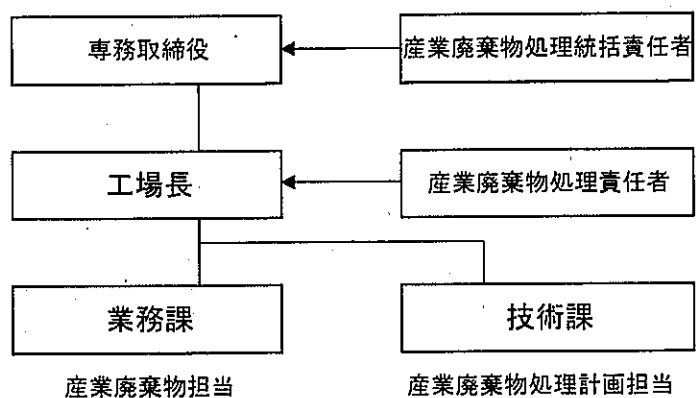 専務取締役
産業廃棄物処理統括責任者
工場長
産業廃棄物処理責任者
業務課
技術課
産業廃棄物担当
産業廃棄物処理計画担当